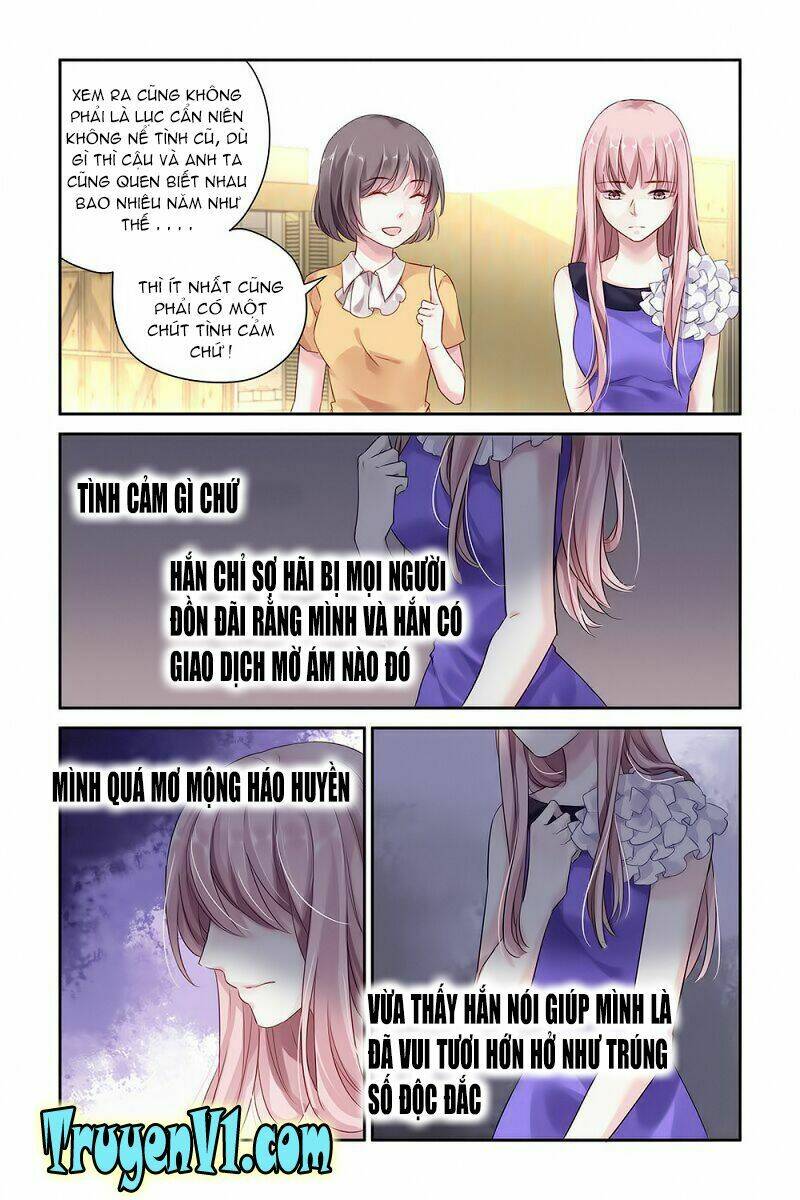 XEM RA CŨNG KHÔNG
PHẢI LÀ LỤC CẨN NIÊN
KHÔNG NỂ TÌNH CŨ, DÙ
GÌ THÌ CẬU VÀ ANH TA
CŨNG QUEN BIẾT NHAU
BAO NHIÊU NĂM NHƯ
THẾ . . . .
THÌ ÍT NHẤT CŨNG
PHẢI CÓ MỘT
CHÚT TÌNH CẢM
CHỨ !
TÌNH CẢM GÌ CHỨ
HẮN CHỈ SỢ HÃI BỊ MỌI NGƯỜI
ĐỒN ĐÃI RẰNG MÌNH VÀ HẮN CÓ
GIAO DỊCH MỜ ÁM NÀO ĐÓ
MÌNH QUÁ MƠ MỘNG HÁO HUYỀN
VỪA THẤY HẮN NÓI GIÚP MÌNH LÀ
ĐÃ VUI TƯƠI HỚN HỞ NHƯ TRÚNG
SỐ ĐỘC ĐẮC
TruyenV1.com